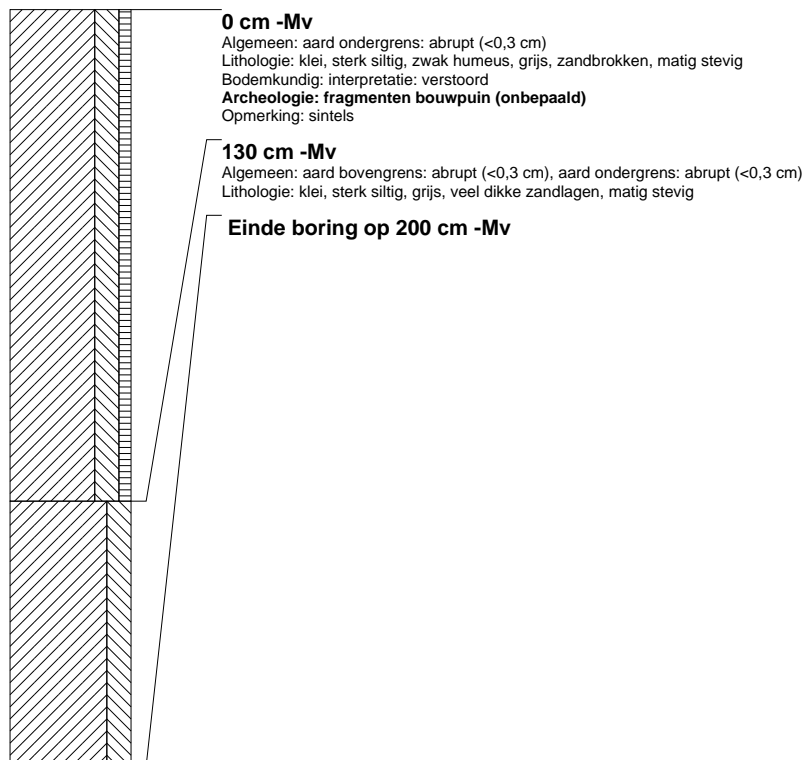 0 cm -Mv
Algemeen: aard ondergrens: abrupt (<0,3 cm)
Lithologie: klei, sterk siltig, zwak humeus, grijs, zandbrokken, matig stevig
Bodemkundig: interpretatie: verstoord
Archeologie: fragmenten bouwpuin (onbepaald)
Opmerking: sintels
130 cm -Mv
Algemeen: aard bovengrens: abrupt (<0,3 cm), aard ondergrens: abrupt (<0,3 cm)
Lithologie: klei, sterk siltig, grijs, veel dikke zandlagen, matig stevig
Einde boring op 200 cm -Mv